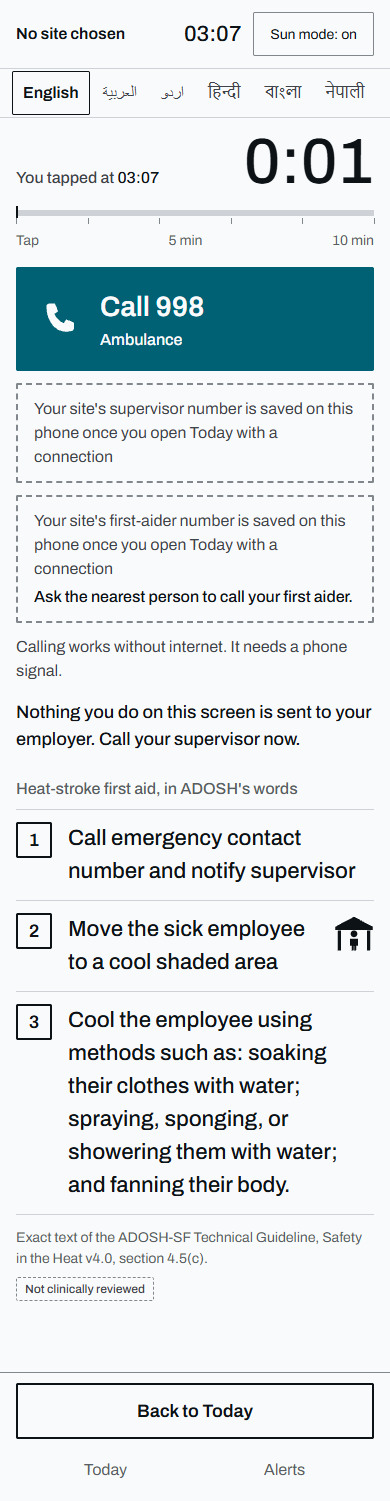 No site chosen
03:07
Sun mode: on
English
العربية
اردو
हिन्दी
বাংলা
नेपाली
You tapped at 03:07
0:01
Tap
5 min
10 min
Call 998
Ambulance
Your site's supervisor number is saved on this
phone once you open Today with a
connection
Your site's first-aider number is saved on this
phone once you open Today with a
connection
Ask the nearest person to call your first aider.
Calling works without internet. It needs a phone
signal.
Nothing you do on this screen is sent to your
employer. Call your supervisor now.
Heat-stroke first aid, in ADOSH's words
1
Call emergency contact
number and notify supervisor
2
Move the sick employee
to a cool shaded area
3
Cool the employee using
methods such as: soaking
their clothes with water;
spraying, sponging, or
showering them with water;
and fanning their body.
Exact text of the ADOSH-SF Technical Guideline, Safety
in the Heat v4.0, section 4.5(c).
Not clinically reviewed
Back to Today
Today
Alerts